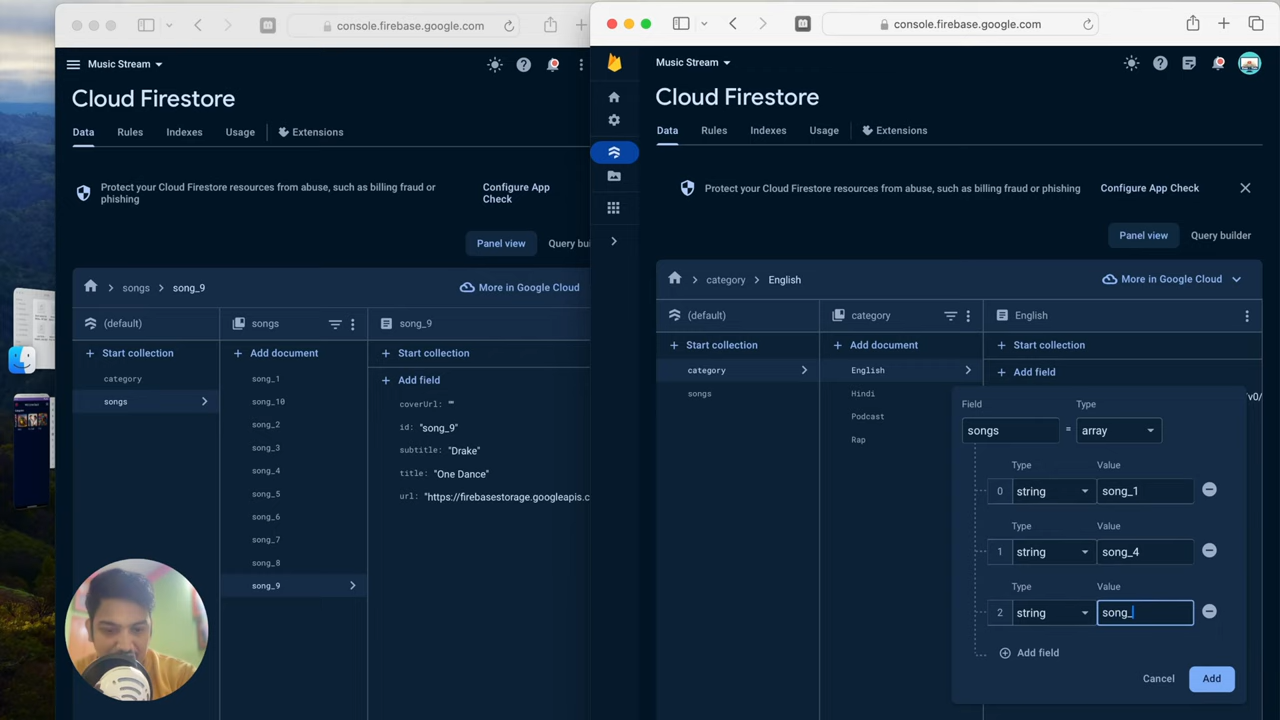 console.firebase.google.com
Music Stream
Cloud Firestore
Data
Rules
Indexes
Usage
Extensions
Protect your Cloud Firestore resources from abuse, such as billing fraud or
phishing
Configure App
Check
Panel view
Query bui
songs
song_9
More in Google Cloud
(default)
songs
song_9
Start collection
Add document
Start collection
category
songs
song_1
song_10
song_2
song_3
song_4
song_5
song_6
song_7
song_8
song_9
Add field
coverUrl: ""
id: "song_9"
subtitle: "Drake"
title: "One Dance"
url: "https://firebasestorage.googleapis.c
console.firebase.google.com
Music Stream
Cloud Firestore
Data
Rules
Indexes
Usage
Extensions
Protect your Cloud Firestore resources from abuse, such as billing fraud or phishing
Configure App Check
Panel view
Query builder
category
English
More in Google Cloud
(default)
category
English
Start collection
Add document
Start collection
category
songs
English
Hindi
Podcast
Rap
Add field
v0/
Field
Type
songs
=
array
Type
Value
0
string
song_1
Type
Value
1
string
song_4
Type
Value
2
string
song_
Add field
Cancel
Add